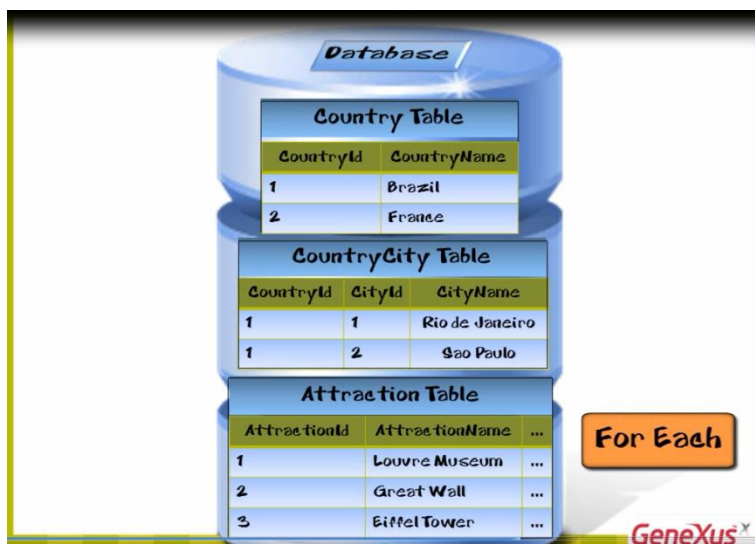 Database
Country Table
CountryId CountryName
1 Brazil
2 France
CountryCity Table
CountryId CityId CityName
1 1 Rio de Janeiro
1 2 Sao Paulo
Attraction Table
AttractionId AttractionName ...
1 Louvre Museum ...
2 Great Wall ...
3 Eiffel Tower ...
For Each
GeneXus X